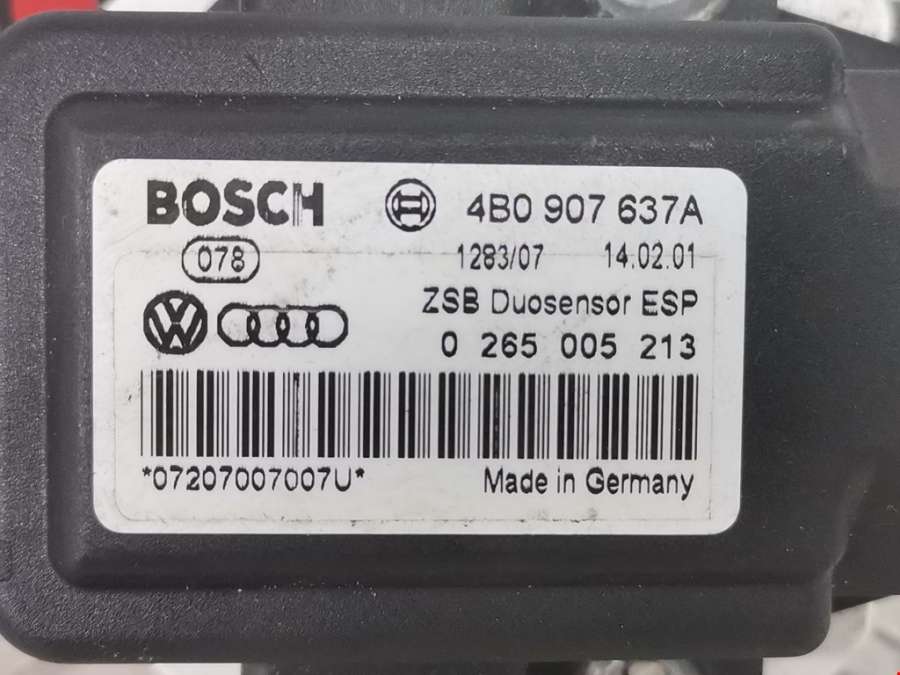 BOSCH 4B0 907 637A
078 1283/07 14.02.01
ZSB Duosensor ESP
0 265 005 213
*07207007007U* Made in Germany